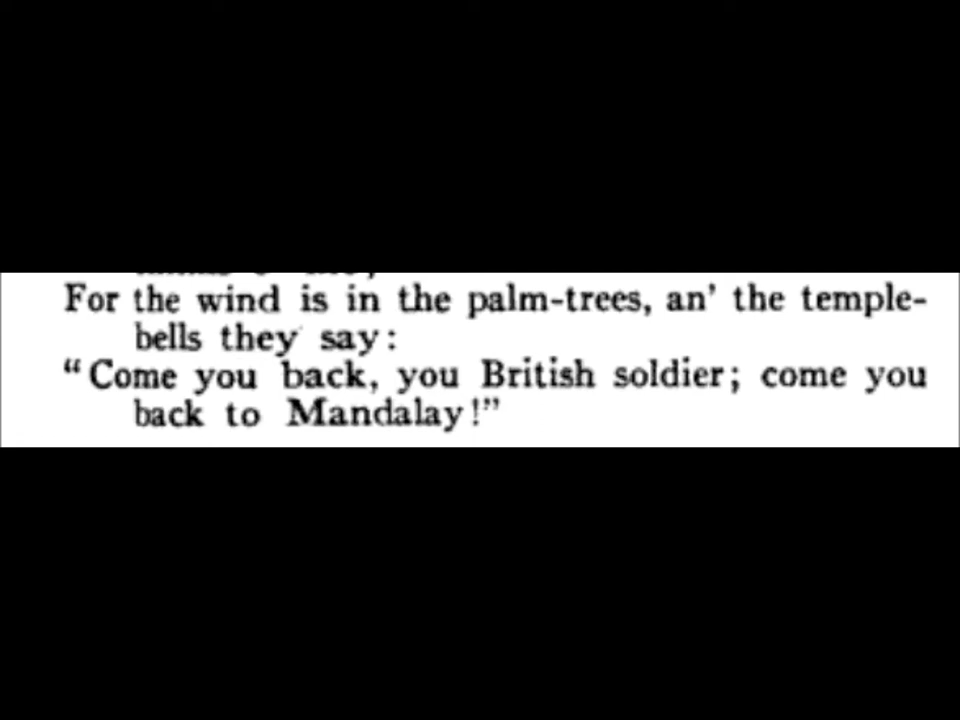 For the wind is in the palm-trees, an' the temple-
bells they say:
"Come you back, you British soldier; come you
back to Mandalay!"